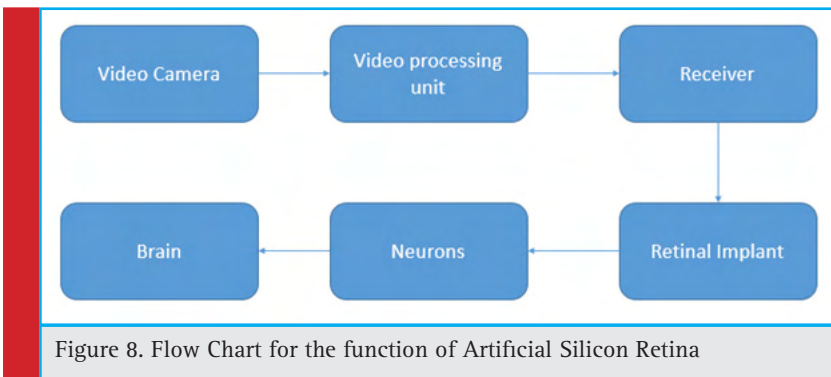 Video Camera
Video processing
unit
Receiver
Retinal Implant
Neurons
Brain
Figure 8. Flow Chart for the function of Artificial Silicon Retina